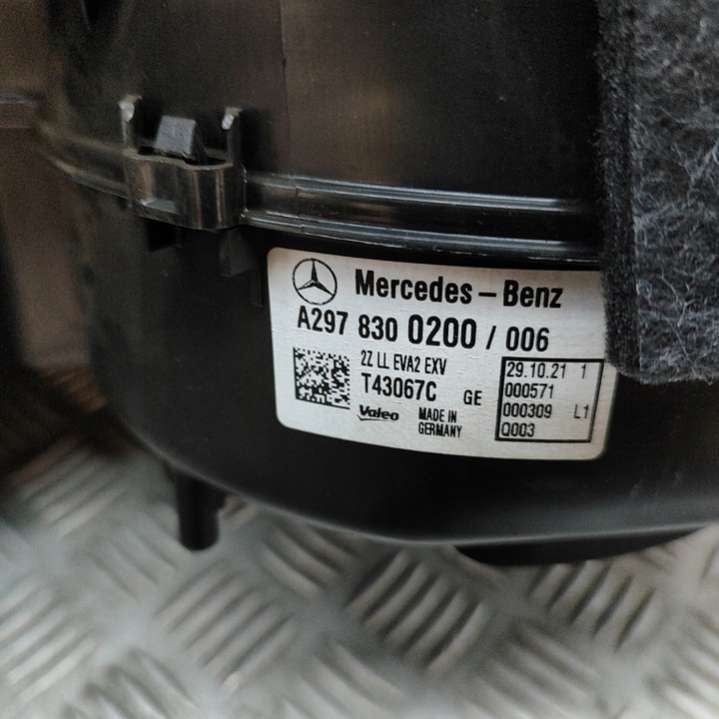 Mercedes-Benz
A297 830 0200 / 006
2Z LL EVA2 EXV
T43067C GE
Valeo MADE IN
GERMANY
29.10.21 1
000571
000309 L1
Q003